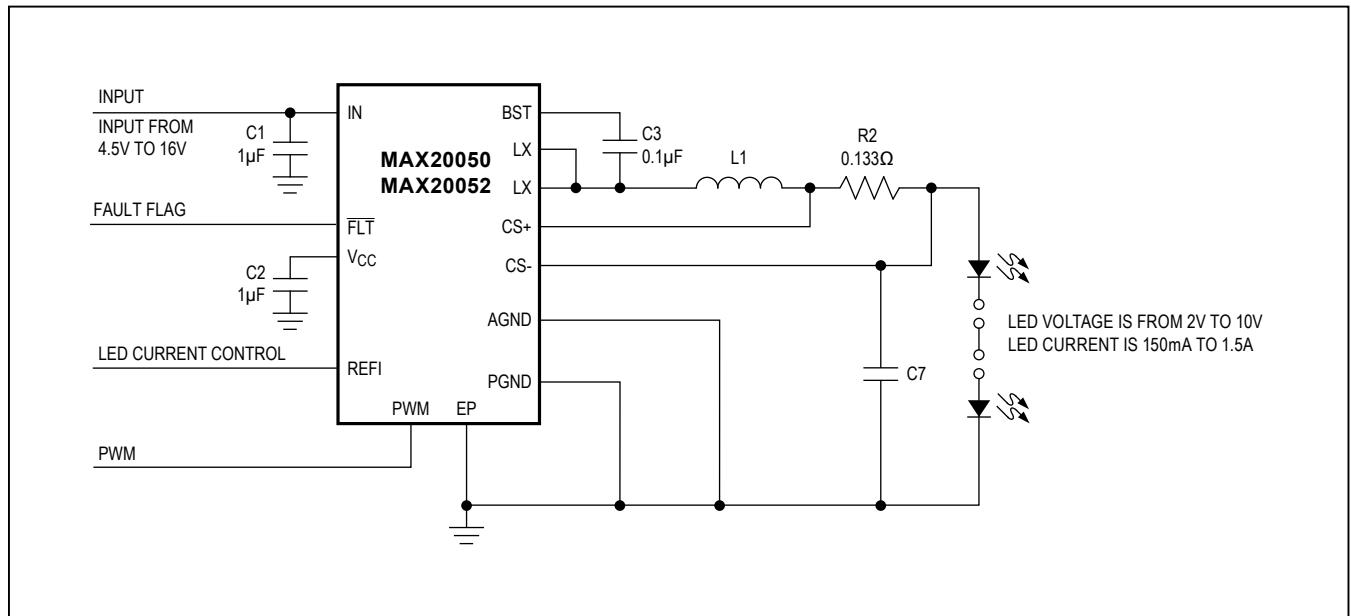 INPUT
INPUT FROM
4.5V TO 16V
C1
1µF
FAULT FLAG
C2
1µF
LED CURRENT CONTROL
PWM
IN
FLT
VCC
REFI
PWM
EP
MAX20050
MAX20052
BST
LX
LX
CS+
CS-
AGND
PGND
C3
0.1µF
L1
R2
0.133Ω
C7
LED VOLTAGE IS FROM 2V TO 10V
LED CURRENT IS 150mA TO 1.5A